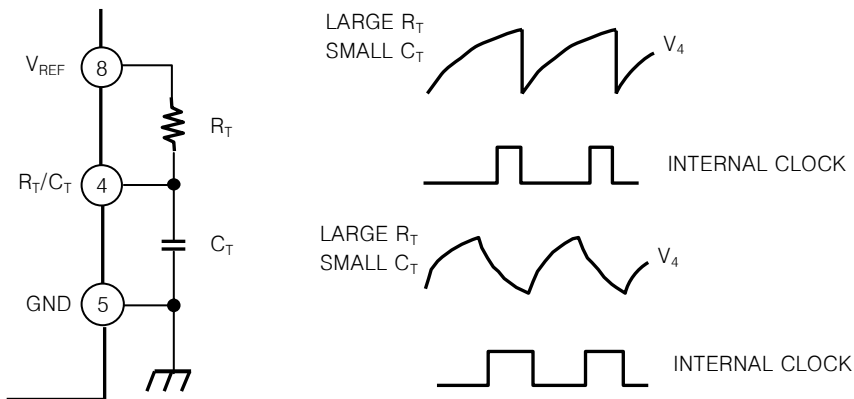 V_REF
8
R_T
R_T/C_T
4
C_T
GND
5
LARGE R_T
SMALL C_T
V_4
INTERNAL CLOCK
LARGE R_T
SMALL C_T
V_4
INTERNAL CLOCK